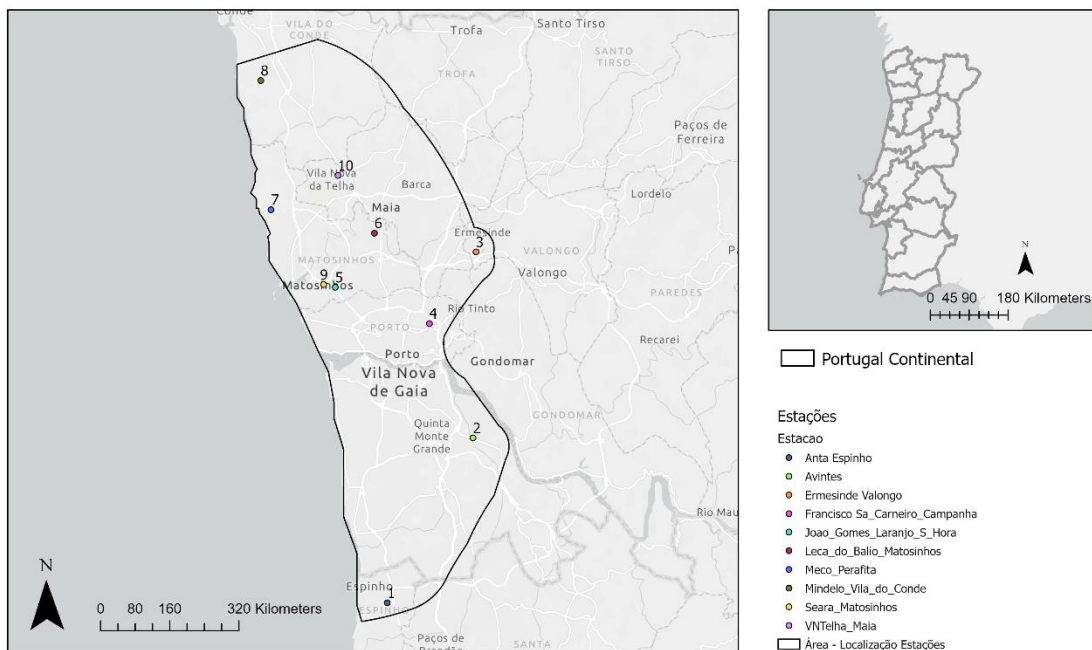 Conde
VILA DO
CONDE
Trofa
Santo Tirso
SANTO
TIRSO
TROFA
8
Paços de
Ferreira
10
Vila Nova
da Telha
Barca
Lordelo
7
Maia
6
Ermesinde
3
VALONGO
MATOSINHOS
Valongo
9
5
Matosinhos
PAREDES
Rio Tinto
4
PORTO
Recarei
Porto
Gondomar
Vila Nova
de Gaia
GONDOMAR
Quinta
Monte
Grande
2
Rio Mau
Espinho
1
ESPINHO
Paços de
SANTA
N
0 80 160 320 Kilometers
N
0 45 90 180 Kilometers
Portugal Continental
Estações
Estacao
Anta Espinho
Avintes
Ermesinde Valongo
Francisco Sa_Carneiro_Campanha
Joao_Gomes_Laranjo_S_Hora
Leca_do_Balio_Matosinhos
Meco_Perafita
Mindelo_Vila_do_Conde
Seara_Matosinhos
VNTelha_Maia
Área - Localização Estações